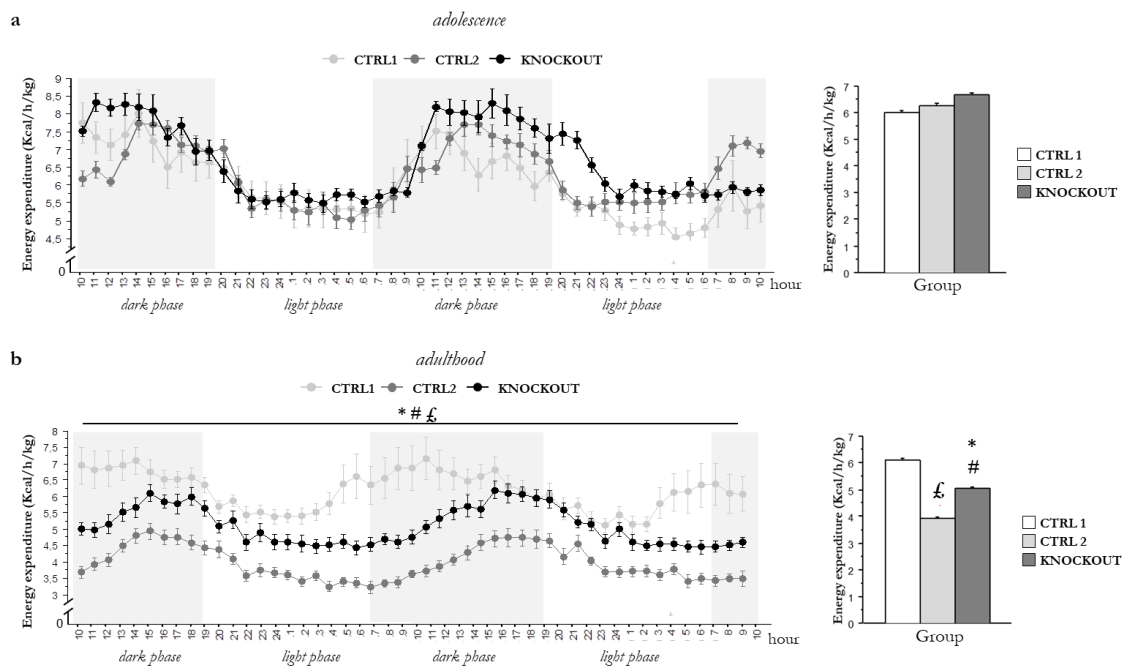 a
adolescence
CTRL1 CTRL2 KNOCKOUT
Energy expenditure (Kcal/h/kg)
9
8,5
8
7,5
7
6,5
6
5,5
5
4,5
0
10 11 12 13 14 15 16 17 18 19 20 21 22 23 24 1 2 3 4 5 6 7 8 9 10 11 12 13 14 15 16 17 18 19 20 21 22 23 24 1 2 3 4 5 6 7 8 9 10 hour
dark phase light phase dark phase light phase
Energy expenditure (Kcal/h/kg)
7
6
5
4
3
2
1
0
Group
CTRL 1
CTRL 2
KNOCKOUT
b
adulthood
CTRL1 CTRL2 KNOCKOUT
* # £
Energy expenditure (Kcal/h/kg)
8
7,5
7
6,5
6
5,5
5
4,5
4
3,5
3
0
10 11 12 13 14 15 16 17 18 19 20 21 22 23 24 1 2 3 4 5 6 7 8 9 10 11 12 13 14 15 16 17 18 19 20 21 22 23 24 1 2 3 4 5 6 7 8 9 10 hour
dark phase light phase dark phase light phase
Energy expenditure (Kcal/h/kg)
7
6
5
4
3
2
1
0
£
*
#
Group
CTRL 1
CTRL 2
KNOCKOUT